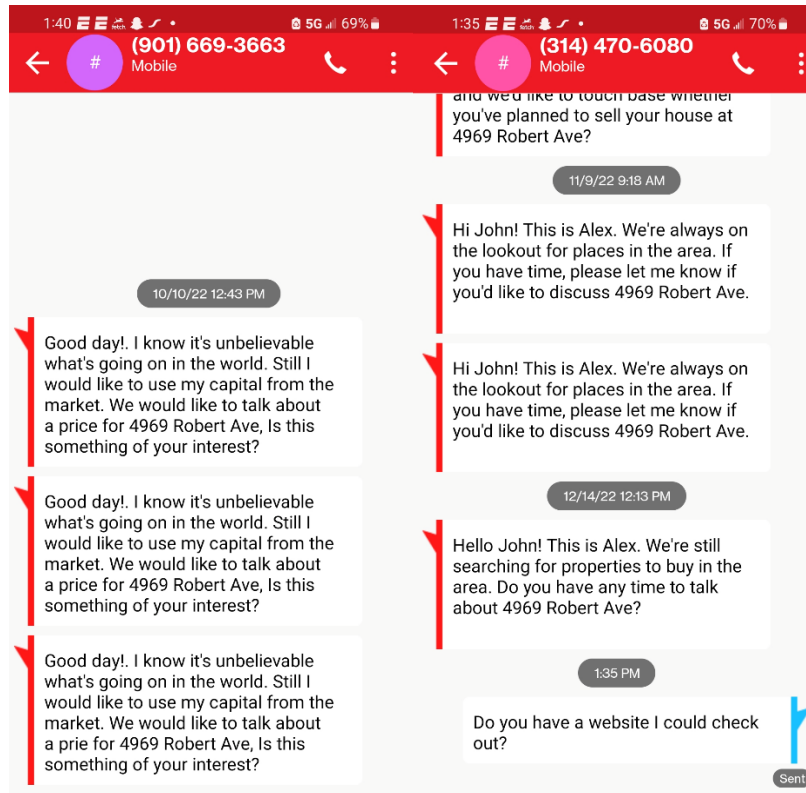 1:40
5G 69%
(901) 669-3663
#
Mobile
10/10/22 12:43 PM
Good day!. I know it's unbelievable
what's going on in the world. Still I
would like to use my capital from the
market. We would like to talk about
a price for 4969 Robert Ave, Is this
something of your interest?
Good day!. I know it's unbelievable
what's going on in the world. Still I
would like to use my capital from the
market. We would like to talk about
a price for 4969 Robert Ave, Is this
something of your interest?
Good day!. I know it's unbelievable
what's going on in the world. Still I
would like to use my capital from the
market. We would like to talk about
a prie for 4969 Robert Ave, Is this
something of your interest?
1:35
5G 70%
(314) 470-6080
#
Mobile
and we'd like to touch base whether
you've planned to sell your house at
4969 Robert Ave?
11/9/22 9:18 AM
Hi John! This is Alex. We're always on
the lookout for places in the area. If
you have time, please let me know if
you'd like to discuss 4969 Robert Ave.
Hi John! This is Alex. We're always on
the lookout for places in the area. If
you have time, please let me know if
you'd like to discuss 4969 Robert Ave.
12/14/22 12:13 PM
Hello John! This is Alex. We're still
searching for properties to buy in the
area. Do you have any time to talk
about 4969 Robert Ave?
1:35 PM
Do you have a website I could check
out?
Sent